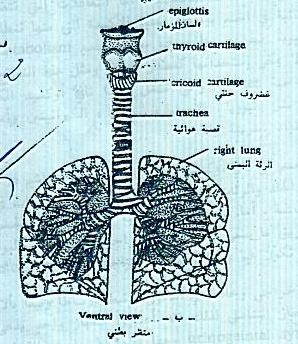 epiglottis
لسان المزمار
thyroid cartilage
cricoid cartilage
غضروف حلقي
trachea
قصبة هوائية
right lung
الرئة اليمنى
Ventral view - ب -
منظر بطني